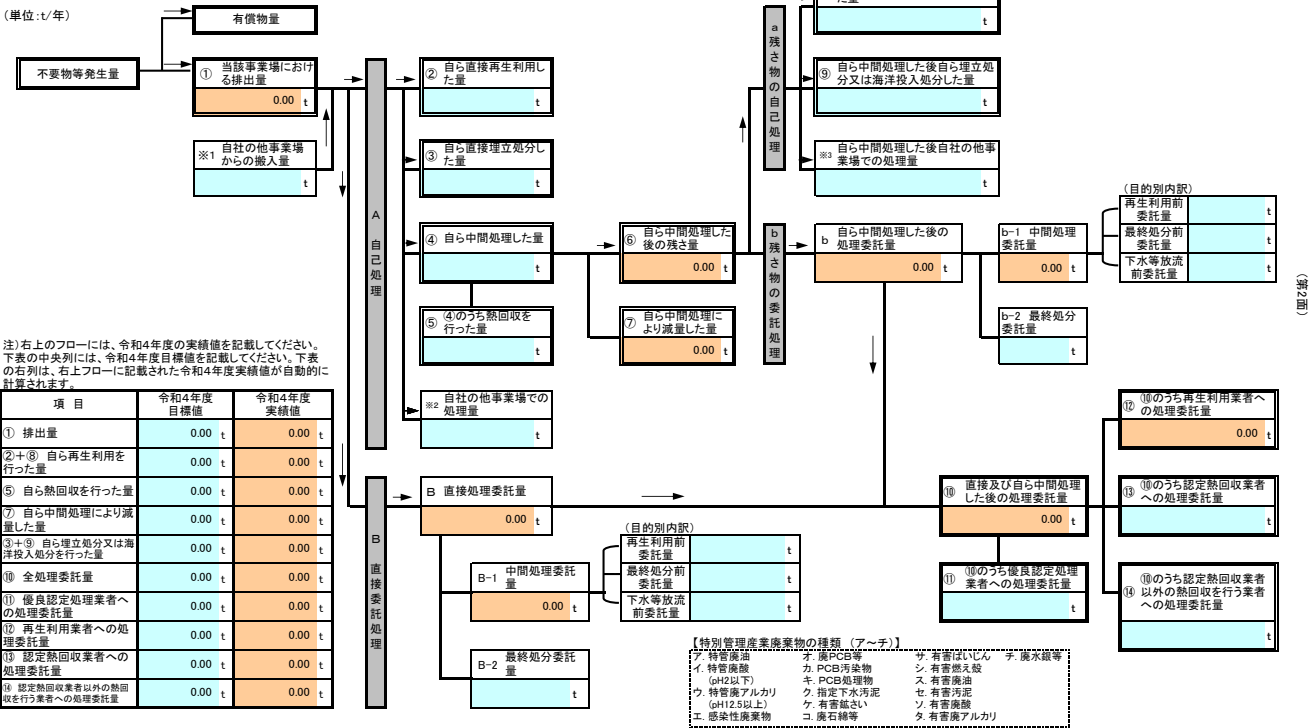 (単位:t/年)
有償物量
不要物等発生量
① 当該事業場におけ
る排出量
0.00 t
※1 自社の他事業場
からの搬入量
t
A 自己処理
② 自ら直接再生利用し
た量
t
③ 自ら直接埋立処分し
た量
t
④ 自ら中間処理した量
t
⑤ ④のうち熱回収を
行った量
t
※2 自社の他事業場での
処理量
t
⑥ 自ら中間処理した
後の残さ量
0.00 t
⑦ 自ら中間処理に
より減量した量
0.00 t
a 残さ物の自己処理
t
⑨ 自ら中間処理した後自ら埋立処
分又は海洋投入処分した量
t
※3 自ら中間処理した後自社の他事
業場での処理量
t
b 残さ物の委託処理
b 自ら中間処理した後の
処理委託量
0.00 t
b-1 中間処理
委託量
0.00 t
(目的別内訳)
再生利用前
委託量 t
最終処分前
委託量 t
下水等放流
前委託量 t
b-2 最終処分
委託量
t
(第2面)
注)右上のフローには、令和4年度の実績値を記載してください。
下表の中央列には、令和4年度目標値を記載してください。下表
の右列は、右上フローに記載された令和4年度実績値が自動的に
計算されます。
項 目 令和4年度
目標値 令和4年度
実績値
① 排出量 0.00 t 0.00 t
②+⑧ 自ら再生利用を
行った量 0.00 t 0.00 t
⑤ 自ら熱回収を行った量 0.00 t 0.00 t
⑦ 自ら中間処理により減
量した量 0.00 t 0.00 t
③+⑨ 自ら埋立処分又は海
洋投入処分を行った量 0.00 t 0.00 t
⑩ 全処理委託量 0.00 t 0.00 t
⑪ 優良認定処理業者へ
の処理委託量 0.00 t 0.00 t
⑫ 再生利用業者への処
理委託量 0.00 t 0.00 t
⑬ 認定熱回収業者への
処理委託量 0.00 t 0.00 t
⑭ 認定熱回収業者以外の熱回
収を行う業者への処理委託量 0.00 t 0.00 t
B 直接委託処理
B 直接処理委託量
0.00 t
B-1 中間処理委託
量
0.00 t
(目的別内訳)
再生利用前
委託量 t
最終処分前
委託量 t
下水等放流
前委託量 t
B-2 最終処分委託
量
t
⑩ 直接及び自ら中間処理
した後の処理委託量
0.00 t
⑪ ⑩のうち優良認定処理
業者への処理委託量
t
⑫ ⑩のうち再生利用業者へ
の処理委託量
0.00 t
⑬ ⑩のうち認定熱回収業者
への処理委託量
t
⑭ ⑩のうち認定熱回収業者
以外の熱回収を行う業者
への処理委託量
t
【特別管理産業廃棄物の種類 (ア~チ)】
ア. 特管廃油 オ. 廃PCB等 サ. 有害ばいじん チ. 廃水銀等
イ. 特管廃酸 カ. PCB汚染物 シ. 有害燃え殻
(pH2以下) キ. PCB処理物 ス. 有害廃油
ウ. 特管廃アルカリ ク. 指定下水汚泥 セ. 有害汚泥
(pH12.5以上) ケ. 有害鉱さい ソ. 有害廃酸
エ. 感染性廃棄物 コ. 廃石綿等 タ. 有害廃アルカリ